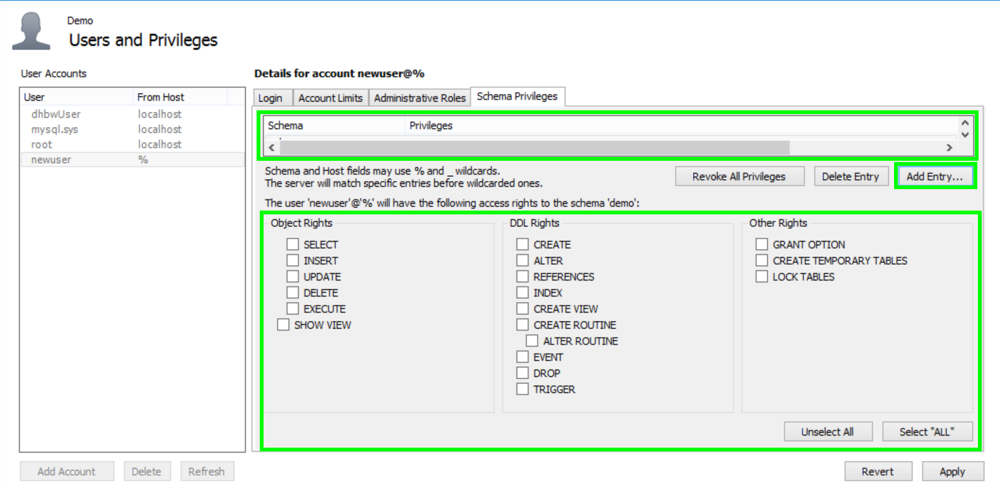 Demo
Users and Privileges
User Accounts
User From Host
dhbwUser localhost
mysql.sys localhost
root localhost
newuser %
Add Account Delete Refresh
Details for account newuser@%
Login Account Limits Administrative Roles Schema Privileges
Schema Privileges
Schema and Host fields may use % and _ wildcards.
The server will match specific entries before wildcarded ones.
Revoke All Privileges Delete Entry Add Entry...
The user 'newuser'@'%' will have the following access rights to the schema 'demo':
Object Rights
SELECT
INSERT
UPDATE
DELETE
EXECUTE
SHOW VIEW
DDL Rights
CREATE
ALTER
REFERENCES
INDEX
CREATE VIEW
CREATE ROUTINE
ALTER ROUTINE
EVENT
DROP
TRIGGER
Other Rights
GRANT OPTION
CREATE TEMPORARY TABLES
LOCK TABLES
Unselect All Select "ALL"
Revert Apply